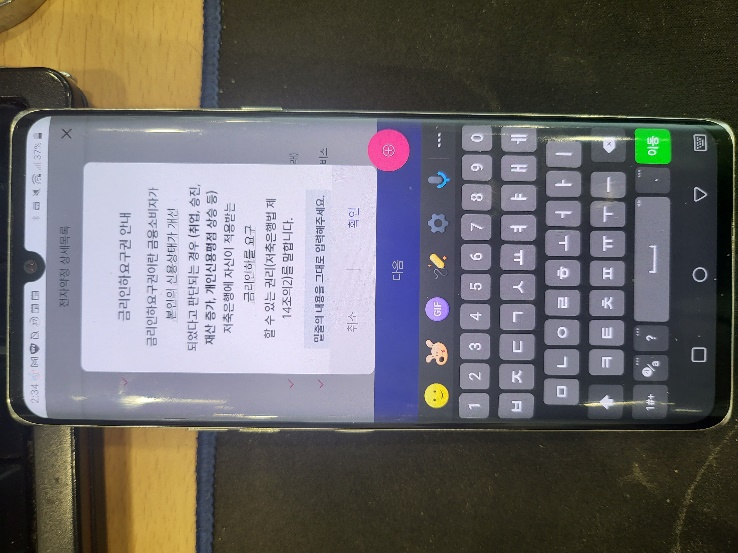 2:34
37%
전자약정 상세목록
금리인하요구권 안내
금리인하요구권이란 금융소비자가
본인의 신용상태가 개선
되었다고 판단되는 경우 (취업, 승진,
재산 증가, 개인신용평점 상승 등)
저축은행에 자신이 적용받는
금리인하를 요구
할 수 있는 권리(저축은행법 제
14조의2)를 말합니다.
밑줄의 내용을 그대로 입력해주세요.
취소
확인
비스
다음
GIF
1 2 3 4 5 6 7 8 9 0
ㅂ ㅈ ㄷ ㄱ ㅅ ㅛ ㅕ ㅑ ㅐ ㅔ
ㅁ ㄴ ㅇ ㄹ ㅎ ㅗ ㅓ ㅏ ㅣ
ㅋ ㅌ ㅊ ㅍ ㅠ ㅜ ㅡ
1#+
?
.
이동